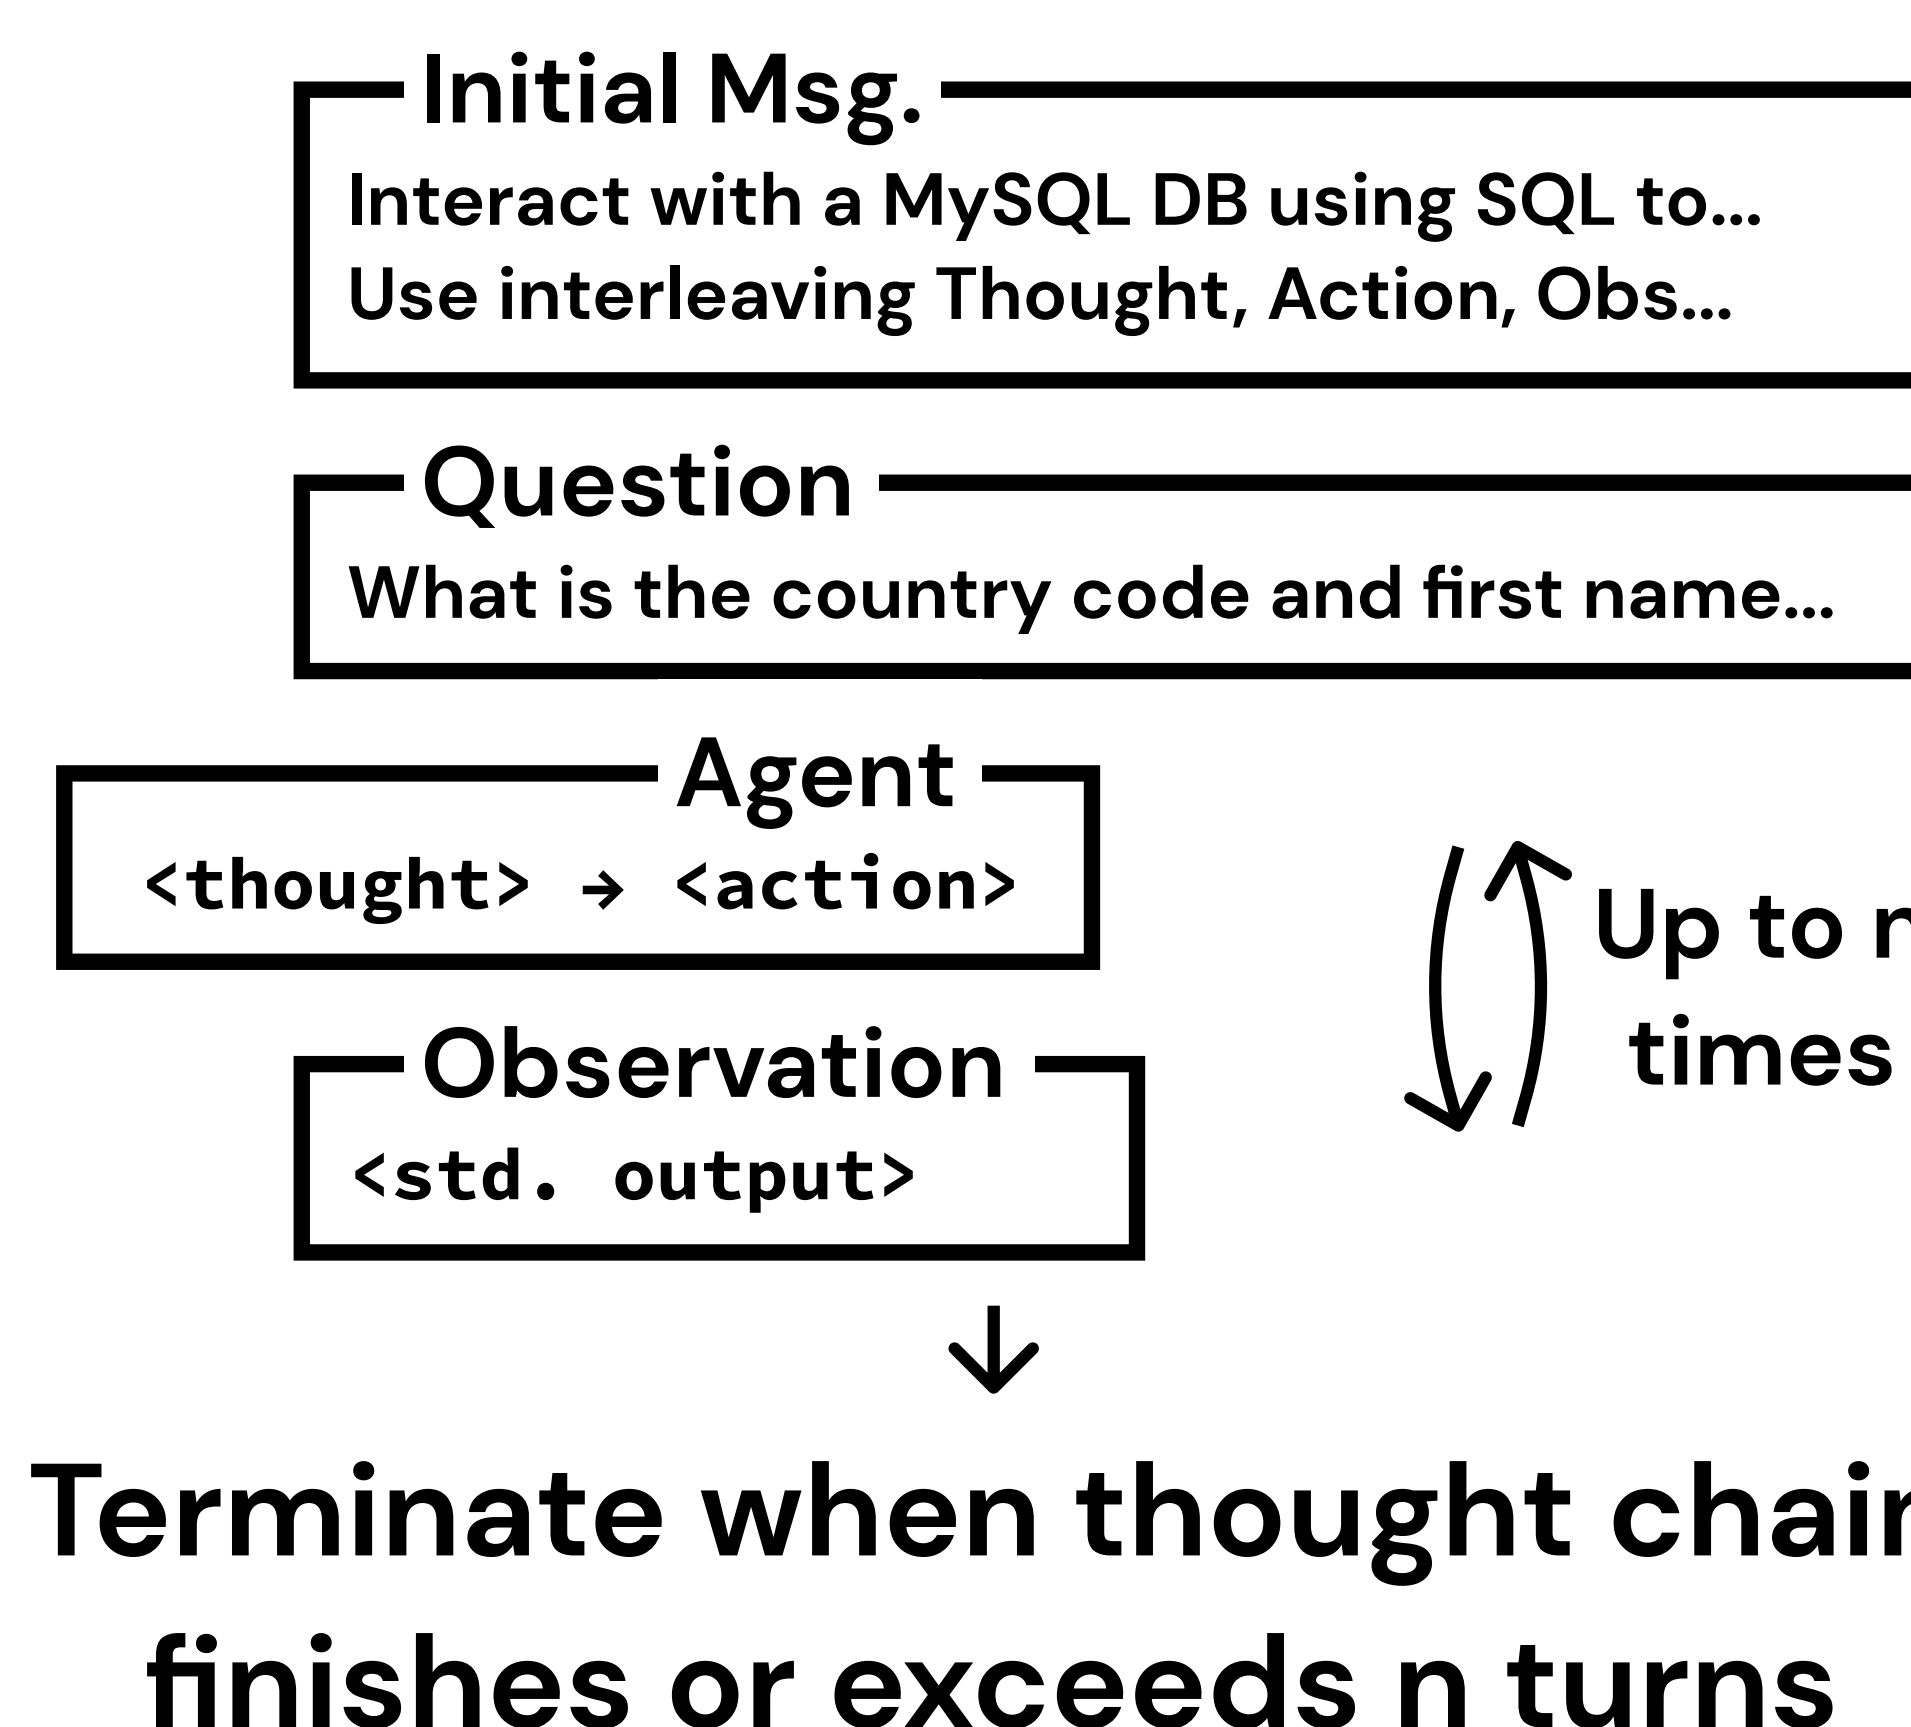 Initial Msg.
Interact with a MySQL DB using SQL to...
Use interleaving Thought, Action, Obs...
Question
What is the country code and first name...
Agent
<thought> → <action>
Up to n
times
Observation
<std. output>
Terminate when thought chain
finishes or exceeds n turns